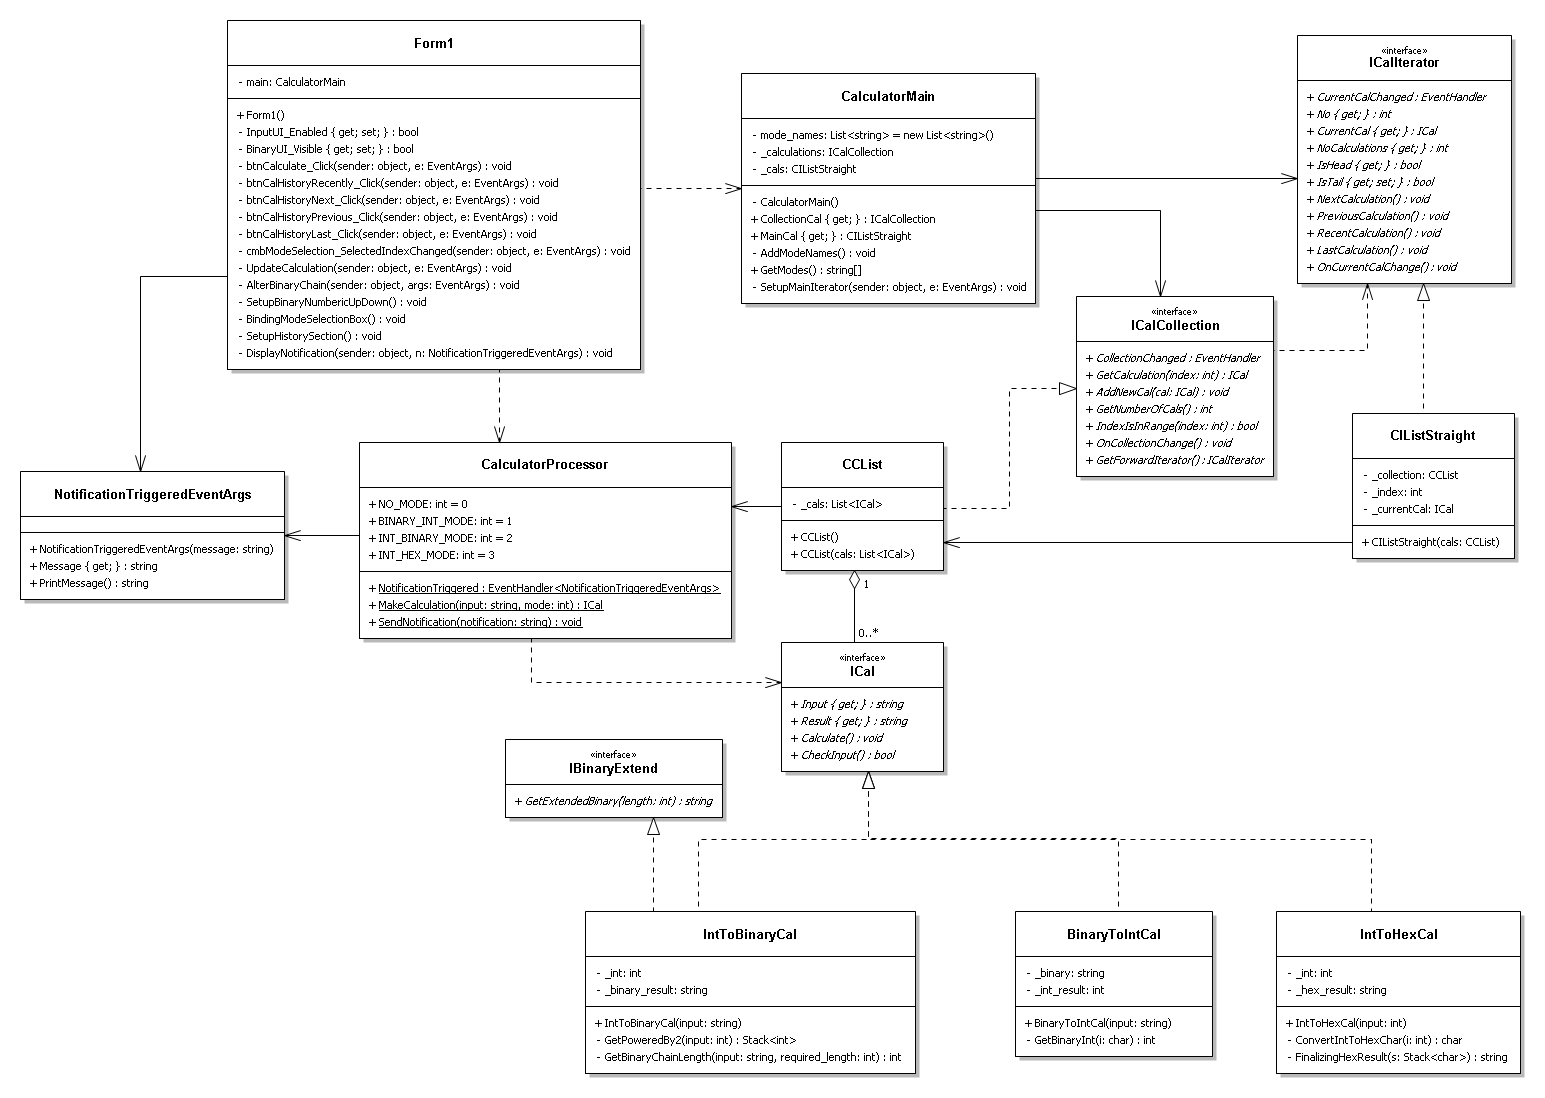 Form1
- main: CalculatorMain
+ Form1()
- InputUI_Enabled { get; set; } : bool
- BinaryUI_Visible { get; set; } : bool
- btnCalculate_Click(sender: object, e: EventArgs) : void
- btnCalHistoryRecently_Click(sender: object, e: EventArgs) : void
- btnCalHistoryNext_Click(sender: object, e: EventArgs) : void
- btnCalHistoryPrevious_Click(sender: object, e: EventArgs) : void
- btnCalHistoryLast_Click(sender: object, e: EventArgs) : void
- cmbModeSelection_SelectedIndexChanged(sender: object, e: EventArgs) : void
- UpdateCalculation(sender: object, e: EventArgs) : void
- AlterBinaryChain(sender: object, args: EventArgs) : void
- SetupBinaryNumbericUpDown() : void
- BindingModeSelectionBox() : void
- SetupHistorySection() : void
- DisplayNotification(sender: object, n: NotificationTriggeredEventArgs) : void
CalculatorMain
- mode_names: List<string> = new List<string>()
- _calculations: ICalCollection
- _cals: CIListStraight
- CalculatorMain()
+ CollectionCal { get; } : ICalCollection
+ MainCal { get; } : CIListStraight
- AddModeNames() : void
+ GetModes() : string[]
- SetupMainIterator(sender: object, e: EventArgs) : void
«interface»
ICalIterator
+ CurrentCalChanged : EventHandler
+ No { get; } : int
+ CurrentCal { get; } : ICal
+ NoCalculations { get; } : int
+ IsHead { get; } : bool
+ IsTail { get; set; } : bool
+ NextCalculation() : void
+ PreviousCalculation() : void
+ RecentCalculation() : void
+ LastCalculation() : void
+ OnCurrentCalChange() : void
«interface»
ICalCollection
+ CollectionChanged : EventHandler
+ GetCalculation(index: int) : ICal
+ AddNewCal(cal: ICal) : void
+ GetNumberOfCals() : int
+ IndexIsInRange(index: int) : bool
+ OnCollectionChange() : void
+ GetForwardIterator() : ICalIterator
CIListStraight
- _collection: CCList
- _index: int
- _currentCal: ICal
+ CIListStraight(cals: CCList)
NotificationTriggeredEventArgs
+ NotificationTriggeredEventArgs(message: string)
+ Message { get; } : string
+ PrintMessage() : string
CalculatorProcessor
+ NO_MODE: int = 0
+ BINARY_INT_MODE: int = 1
+ INT_BINARY_MODE: int = 2
+ INT_HEX_MODE: int = 3
+ NotificationTriggered : EventHandler<NotificationTriggeredEventArgs>
+ MakeCalculation(input: string, mode: int) : ICal
+ SendNotification(notification: string) : void
CCList
- _cals: List<ICal>
+ CCList()
+ CCList(cals: List<ICal>)
1
0..*
«interface»
ICal
+ Input { get; } : string
+ Result { get; } : string
+ Calculate() : void
+ CheckInput() : bool
«interface»
IBinaryExtend
+ GetExtendedBinary(length: int) : string
IntToBinaryCal
- _int: int
- _binary_result: string
+ IntToBinaryCal(input: string)
- GetPoweredBy2(input: int) : Stack<int>
- GetBinaryChainLength(input: string, required_length: int) : int
BinaryToIntCal
- _binary: string
- _int_result: int
+ BinaryToIntCal(input: string)
- GetBinaryInt(i: char) : int
IntToHexCal
- _int: int
- _hex_result: string
+ IntToHexCal(input: int)
- ConvertIntToHexChar(i: int) : char
- FinalizingHexResult(s: Stack<char>) : string